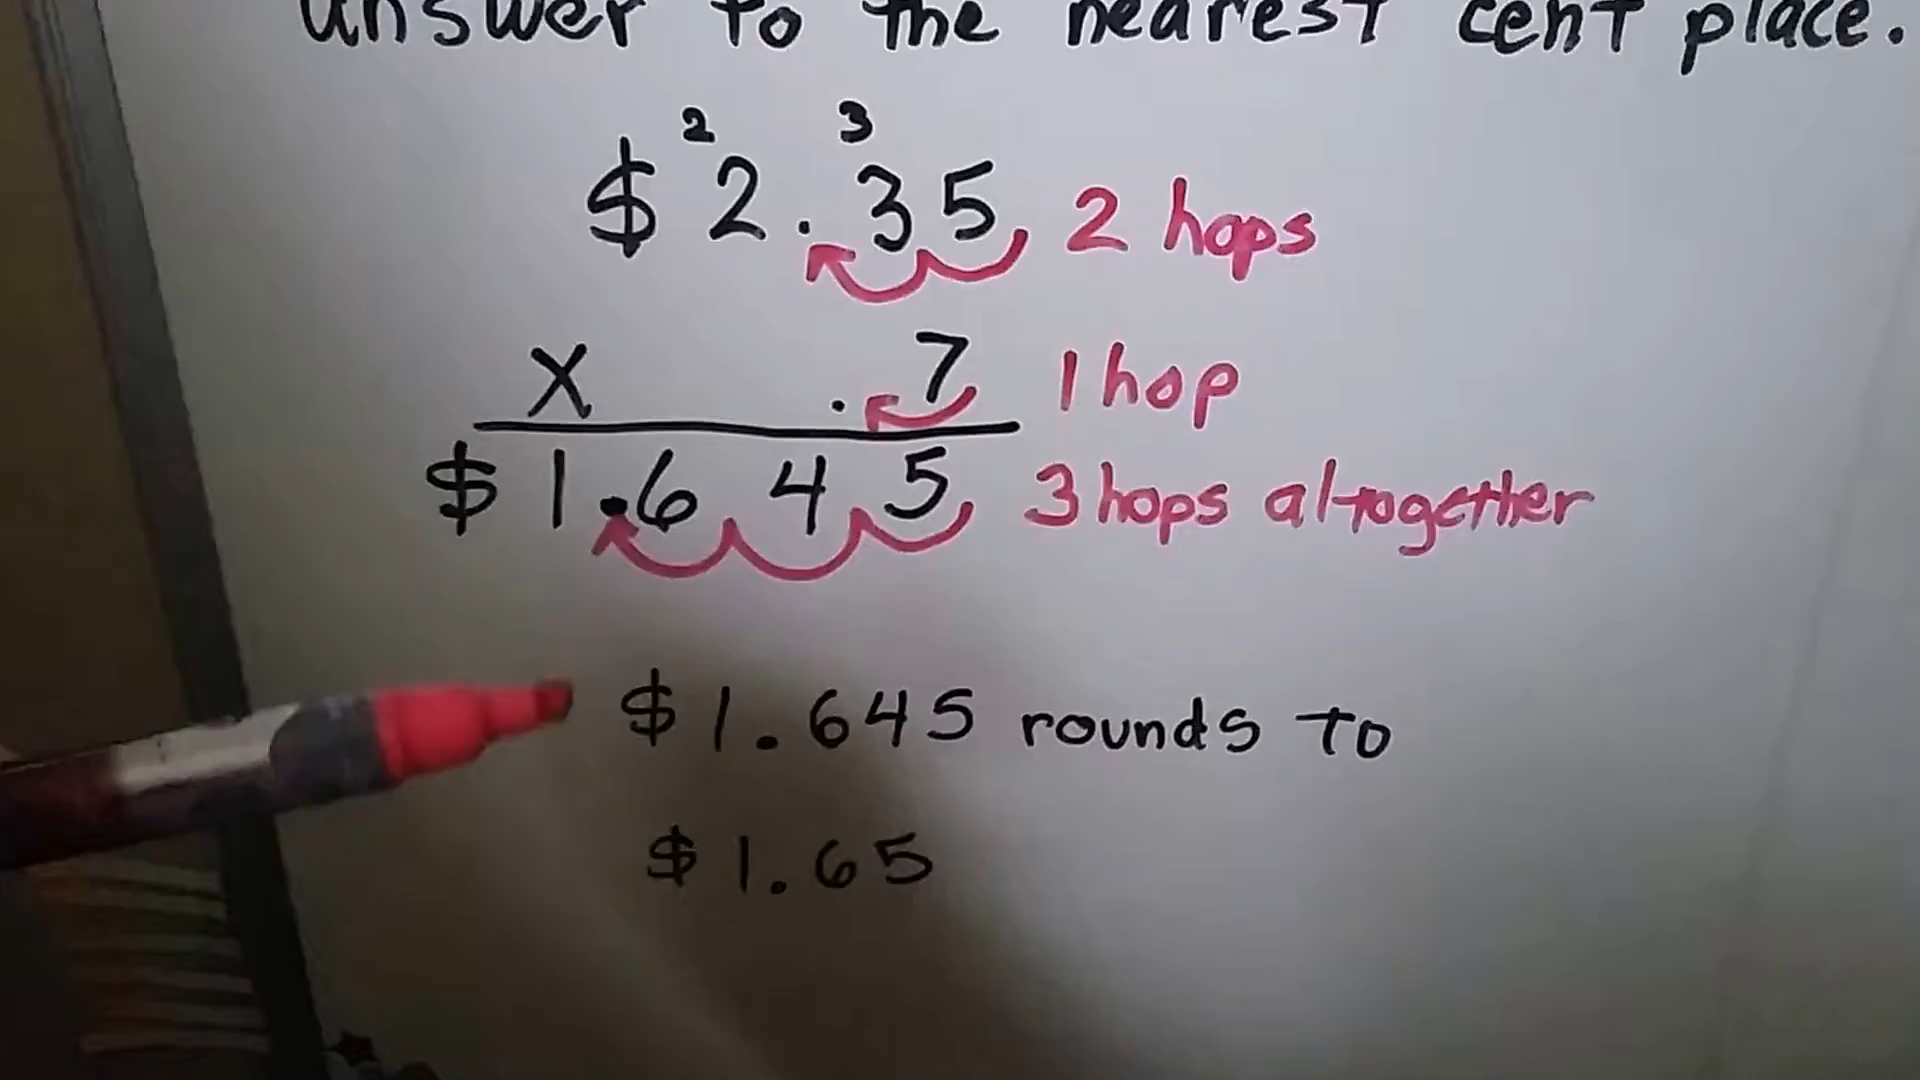 answer to the nearest cent place.
2 3
$2.35 2 hops
x .7 1 hop
$1.645 3 hops altogether
$1.645 rounds to
$1.65